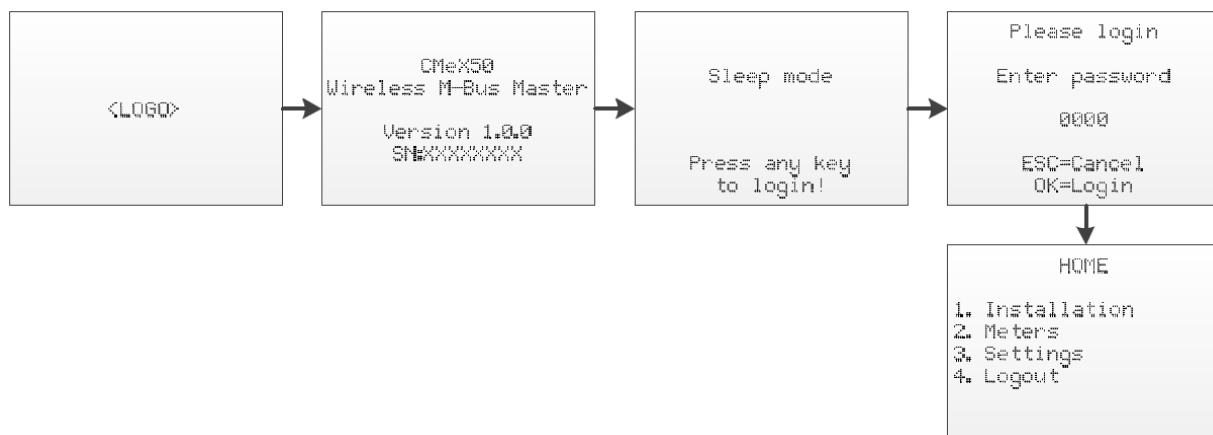 <LOGO>
CMeX50
Wireless M-Bus Master
Version 1.0.0
SN:XXXXXXXX
Sleep mode
Press any key
to login!
Please login
Enter password
0000
ESC=Cancel
OK=Login
HOME
1. Installation
2. Meters
3. Settings
4. Logout